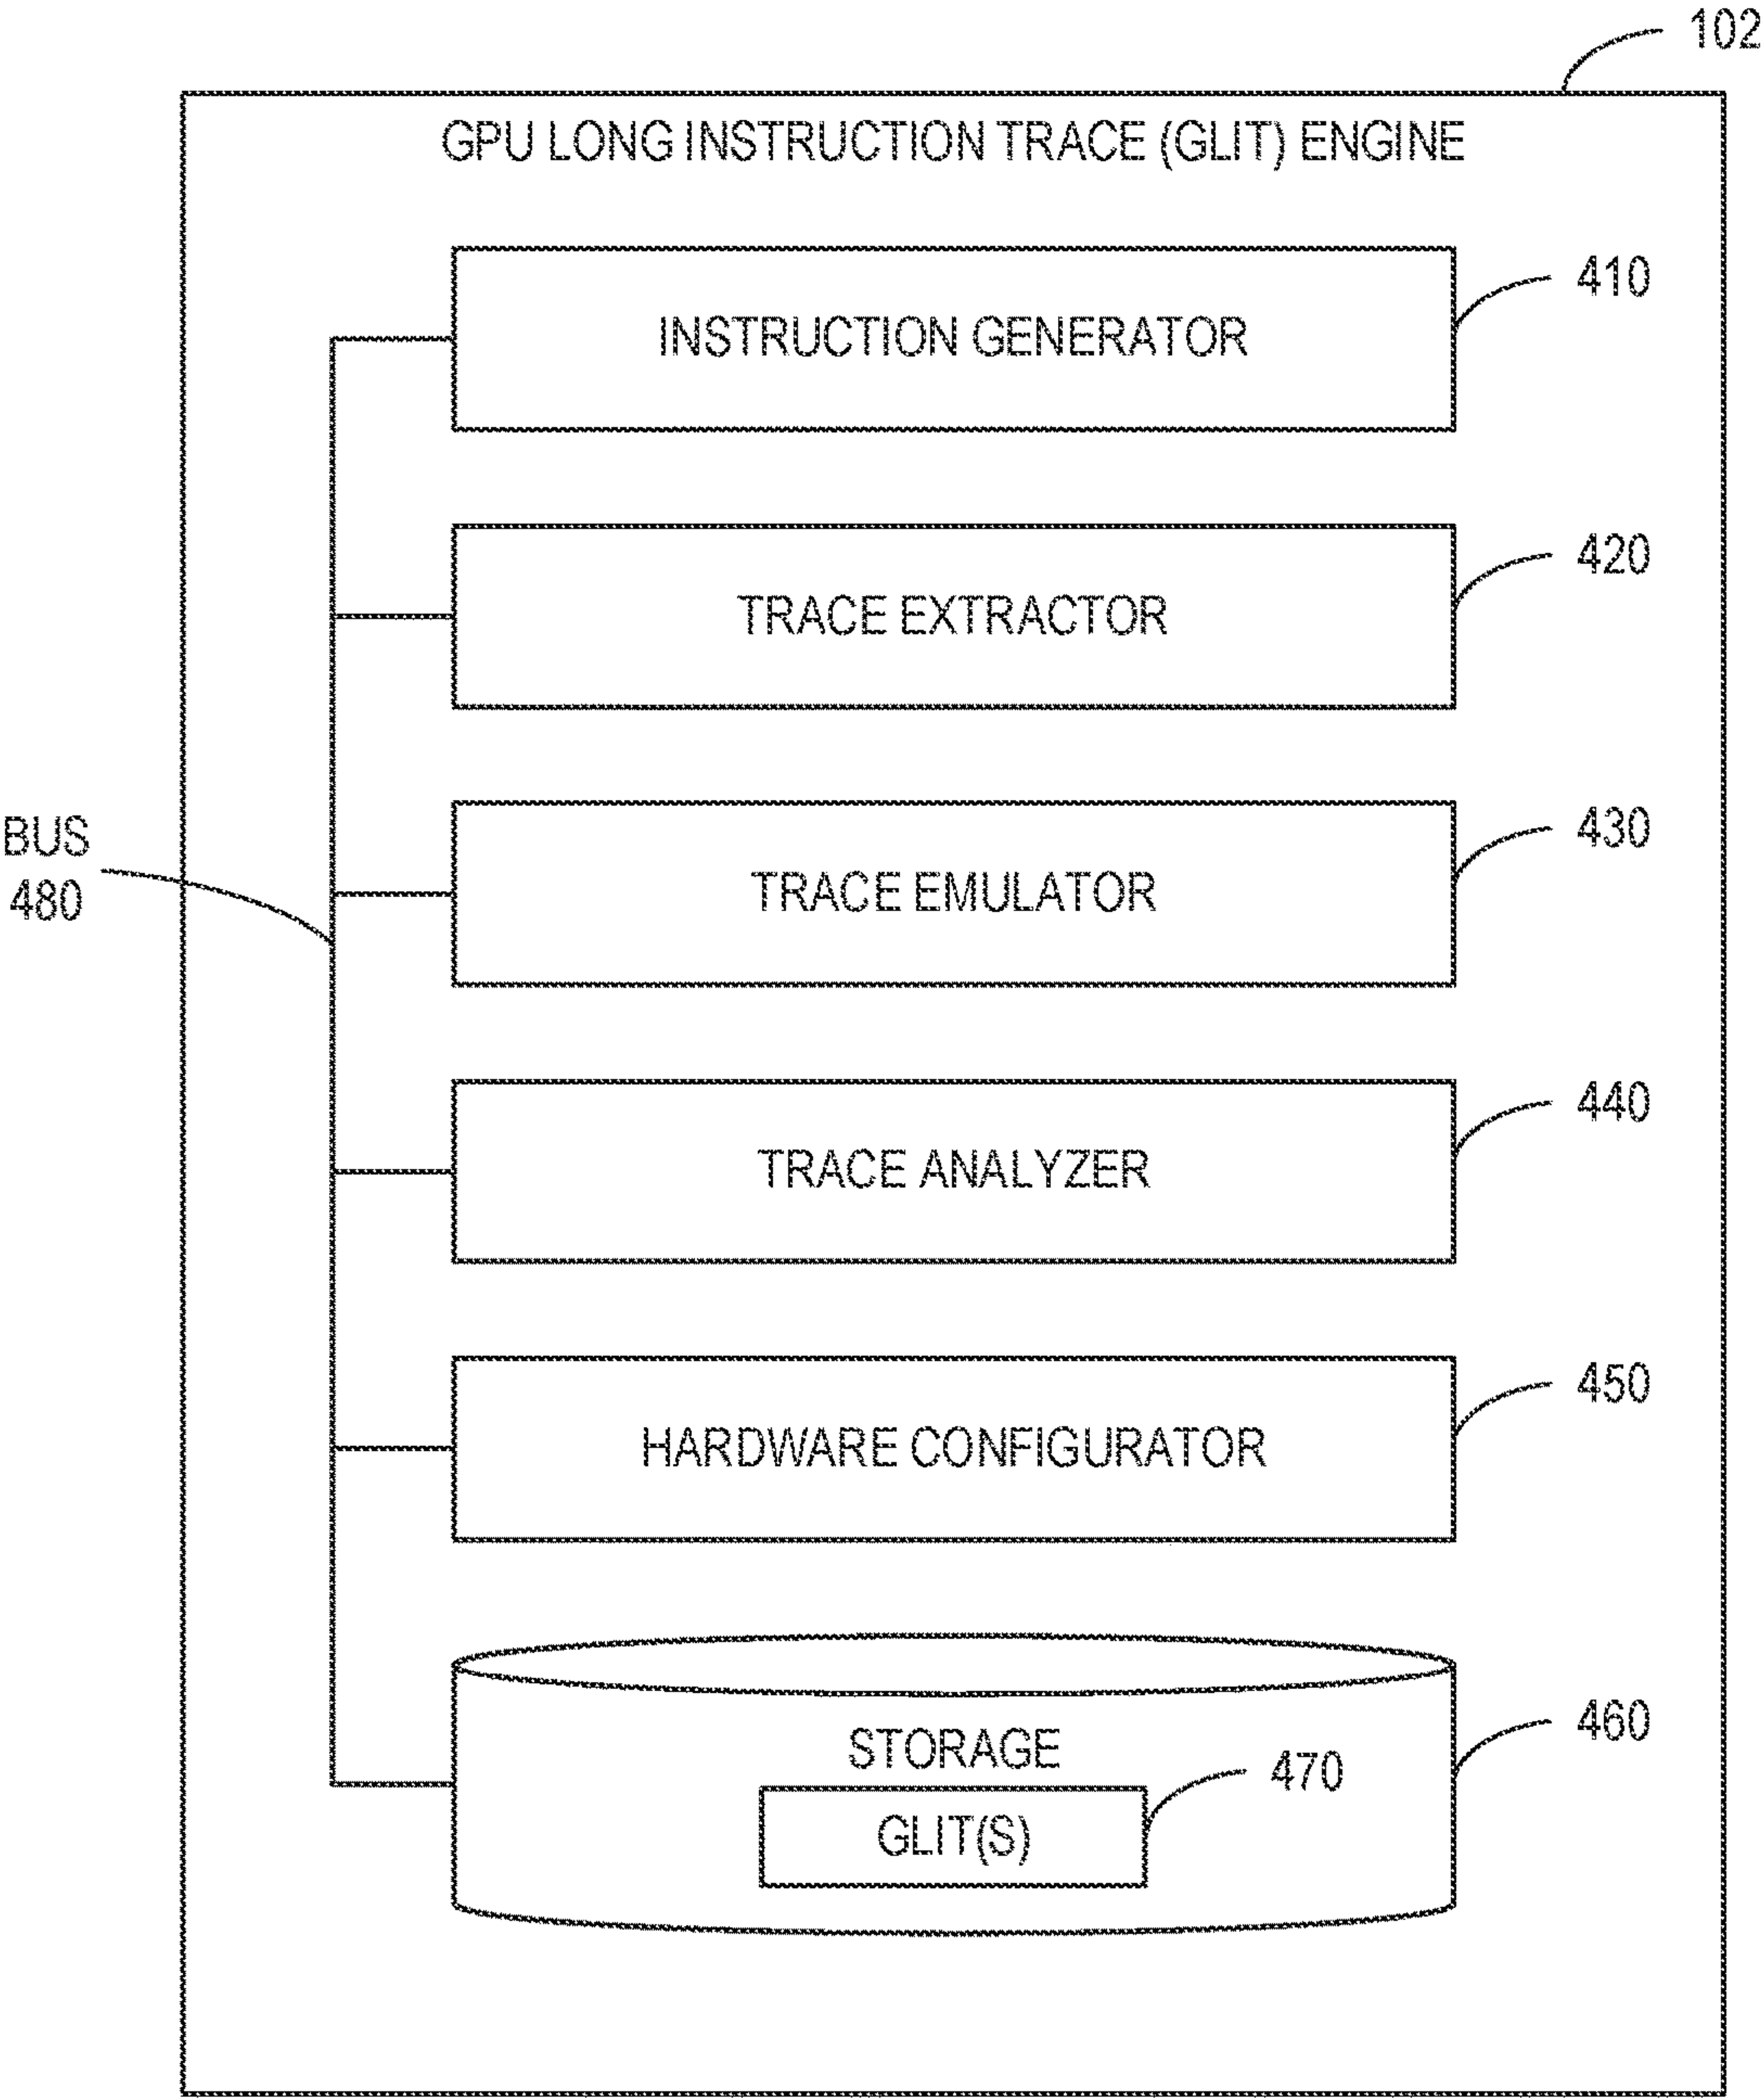 102
GPU LONG INSTRUCTION TRACE (GLIT) ENGINE
410
INSTRUCTION GENERATOR
420
TRACE EXTRACTOR
BUS
480
430
TRACE EMULATOR
440
TRACE ANALYZER
450
HARDWARE CONFIGURATOR
460
STORAGE
470
GLIT(S)